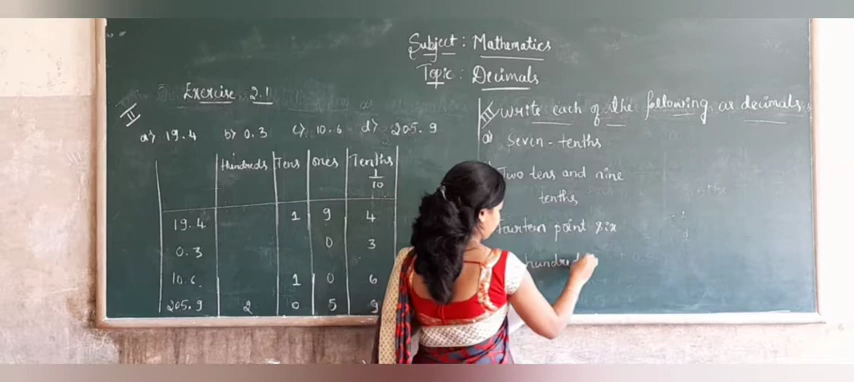 Subject : Mathematics
Topic : Decimals
Exercise 2.1
II
a) 19.4 b) 0.3 c) 10.6 d) 205.9
Hundreds Tens Ones Tenths
1/10
19.4 1 9 4
0.3 0 3
10.6 1 0 6
205.9 2 0 5 9
III Write each of the following as decimals
a) Seven - tenths
Two tens and nine
tenths
Fourteen point six
hundred